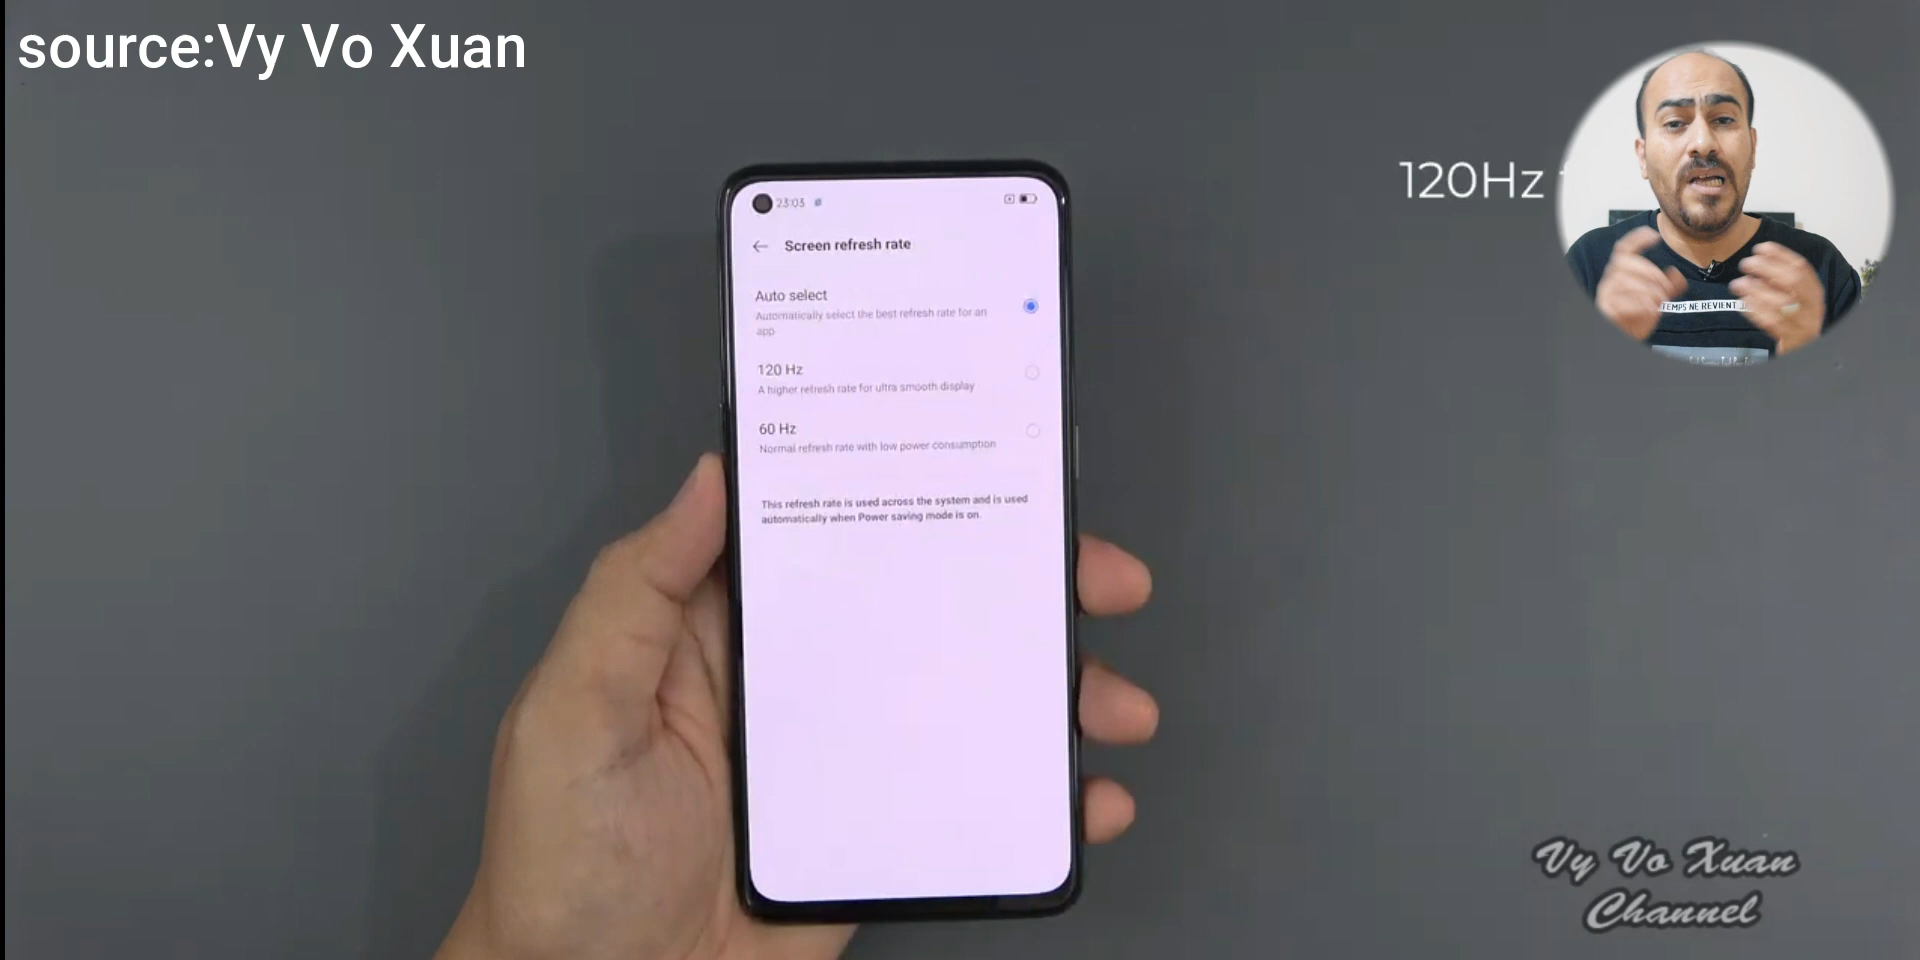 source:Vy Vo Xuan
120Hz
23:03
Screen refresh rate
Auto select
Automatically select the best refresh rate for an
app
120 Hz
A higher refresh rate for ultra smooth display
60 Hz
Normal refresh rate with low power consumption
This refresh rate is used across the system and is used
automatically when Power saving mode is on.
TEMPS NE REVIENT
Vy Vo Xuan
Channel